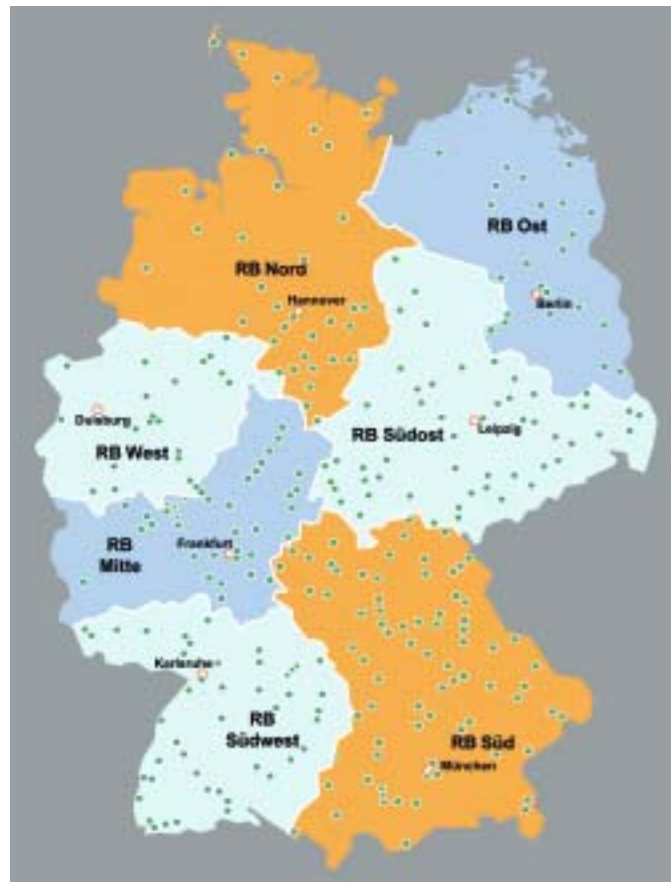 RB Ost
RB Nord
Hannover
Berlin
Duisburg
RB West
RB Südost
Leipzig
RB
Mitte
Frankfurt
Karlsruhe
RB
Südwest
RB Süd
München